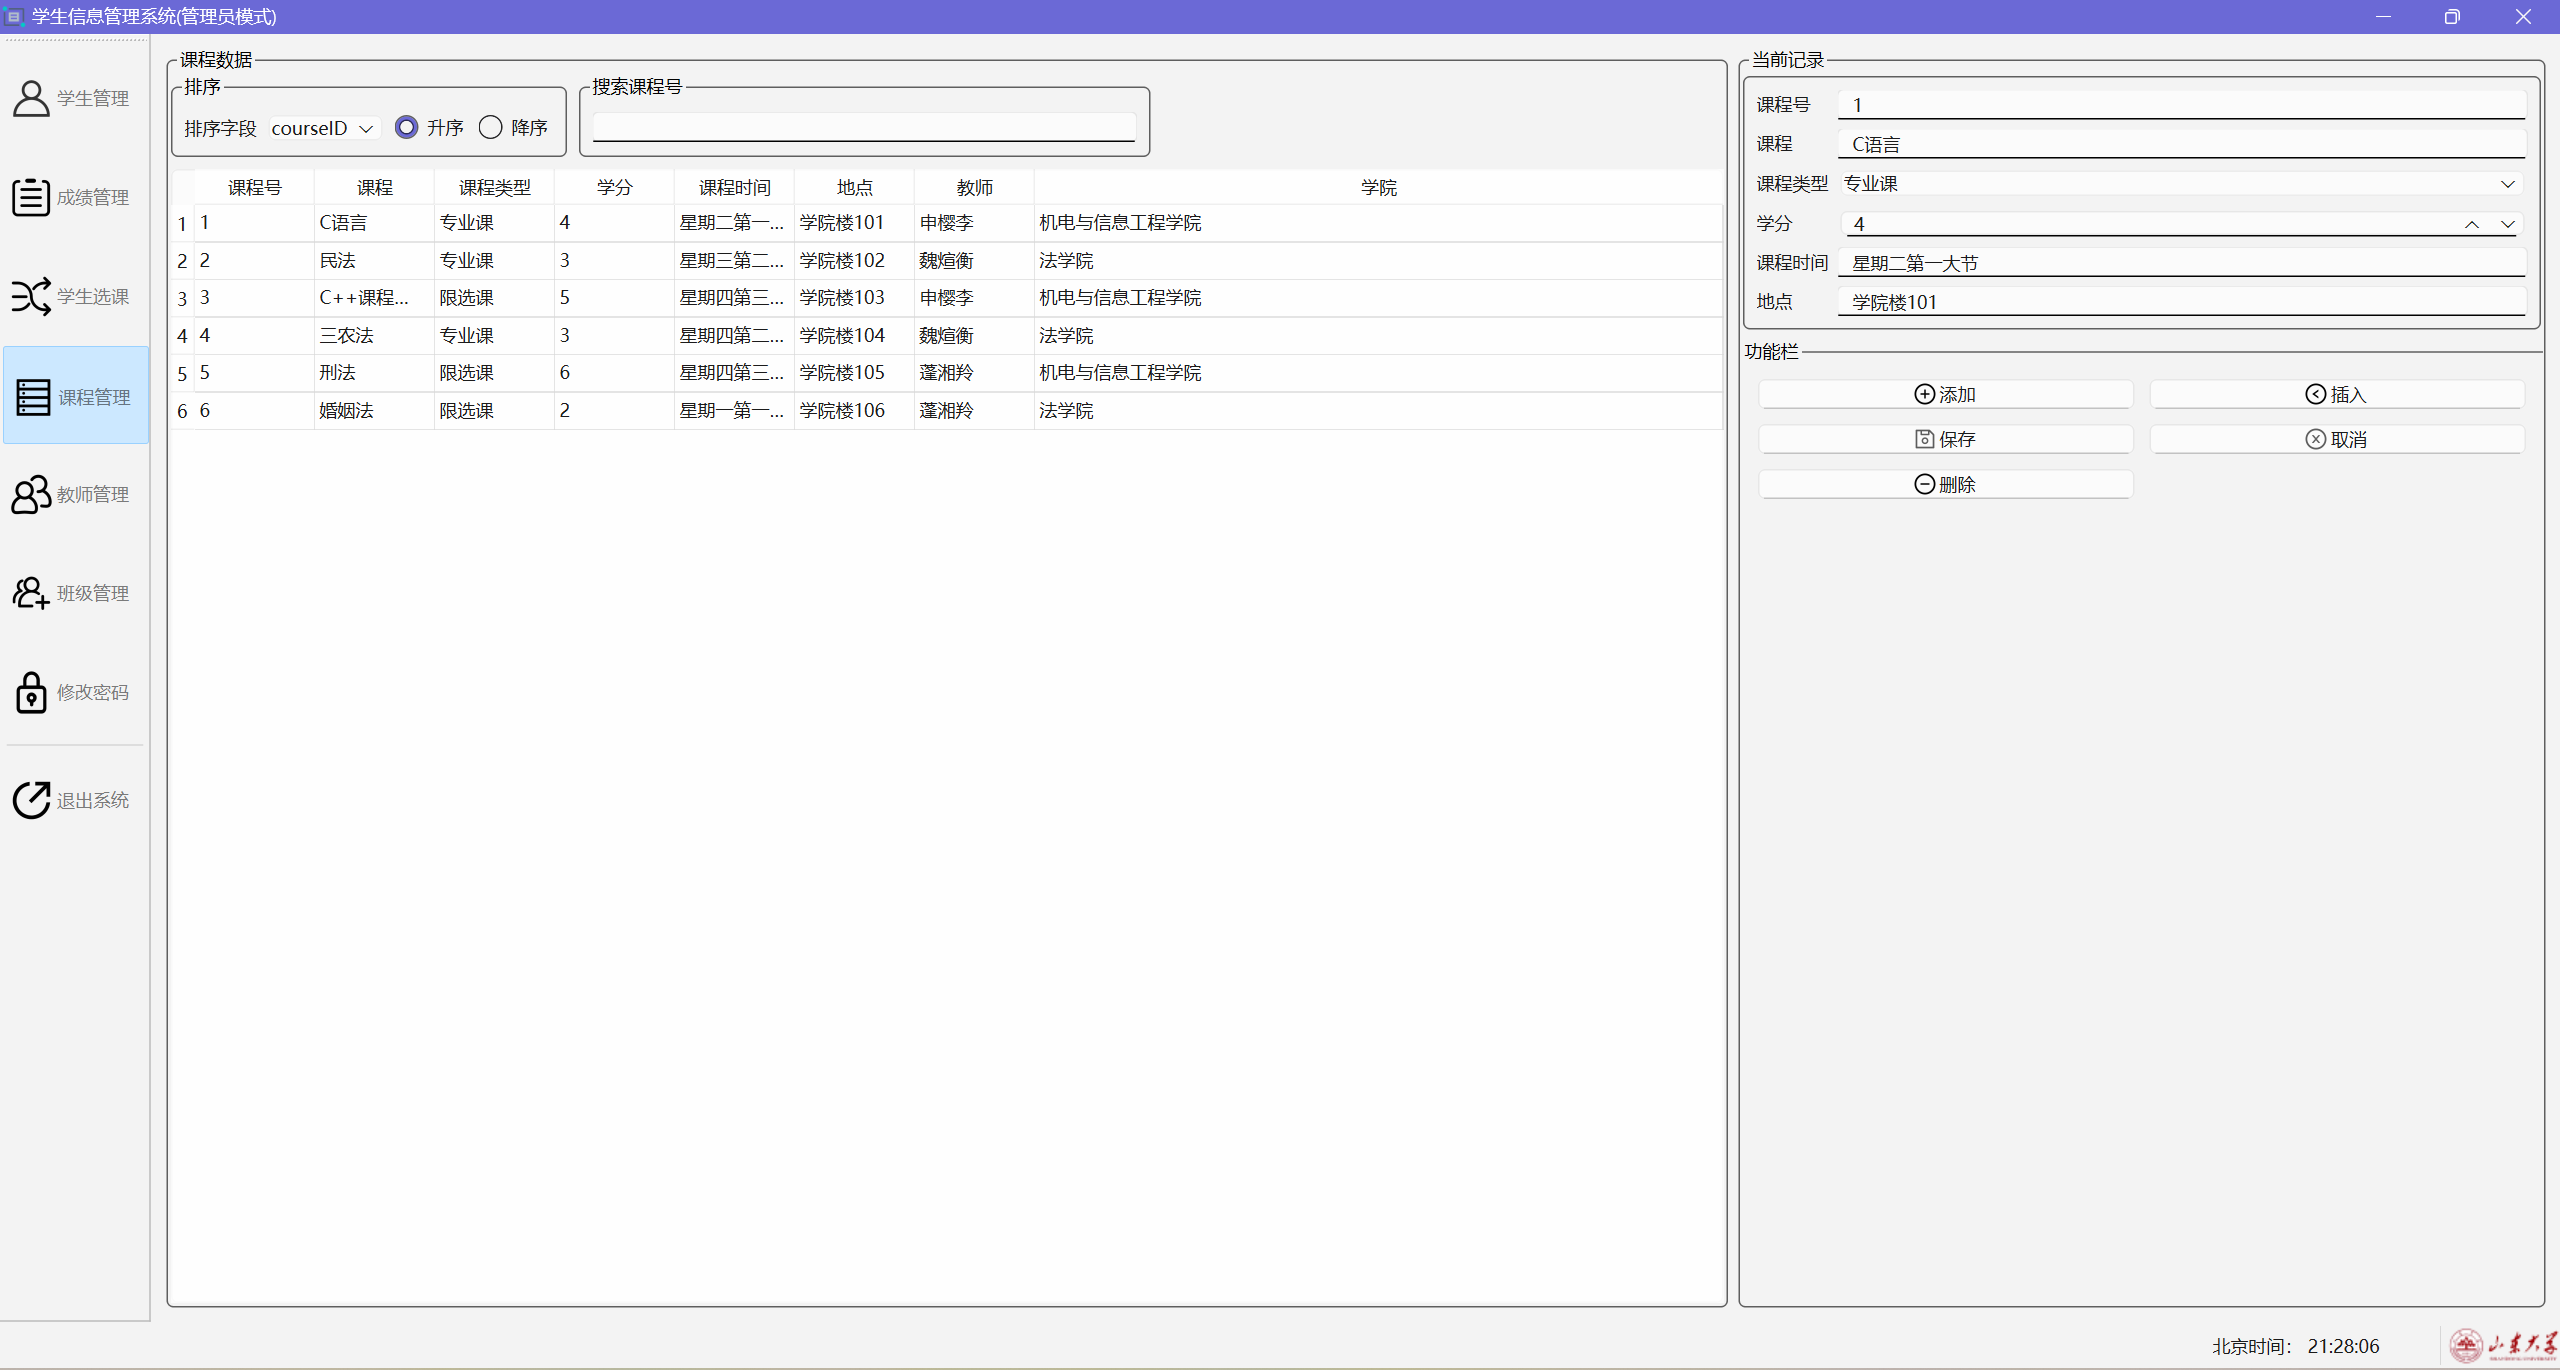 学生信息管理系统(管理员模式)
学生管理
成绩管理
学生选课
课程管理
教师管理
班级管理
修改密码
退出系统
课程数据
排序
排序字段 courseID 升序 降序
搜索课程号
课程号 课程 课程类型 学分 课程时间 地点 教师 学院
1 1 C语言 专业课 4 星期二第一... 学院楼101 申樱李 机电与信息工程学院
2 2 民法 专业课 3 星期三第二... 学院楼102 魏煊衡 法学院
3 3 C++课程... 限选课 5 星期四第三... 学院楼103 申樱李 机电与信息工程学院
4 4 三农法 专业课 3 星期四第二... 学院楼104 魏煊衡 法学院
5 5 刑法 限选课 6 星期四第三... 学院楼105 蓬湘羚 机电与信息工程学院
6 6 婚姻法 限选课 2 星期一第一... 学院楼106 蓬湘羚 法学院
当前记录
课程号 1
课程 C语言
课程类型 专业课
学分 4
课程时间 星期二第一大节
地点 学院楼101
功能栏
添加 插入
保存 取消
删除
北京时间： 21:28:06
山东大学